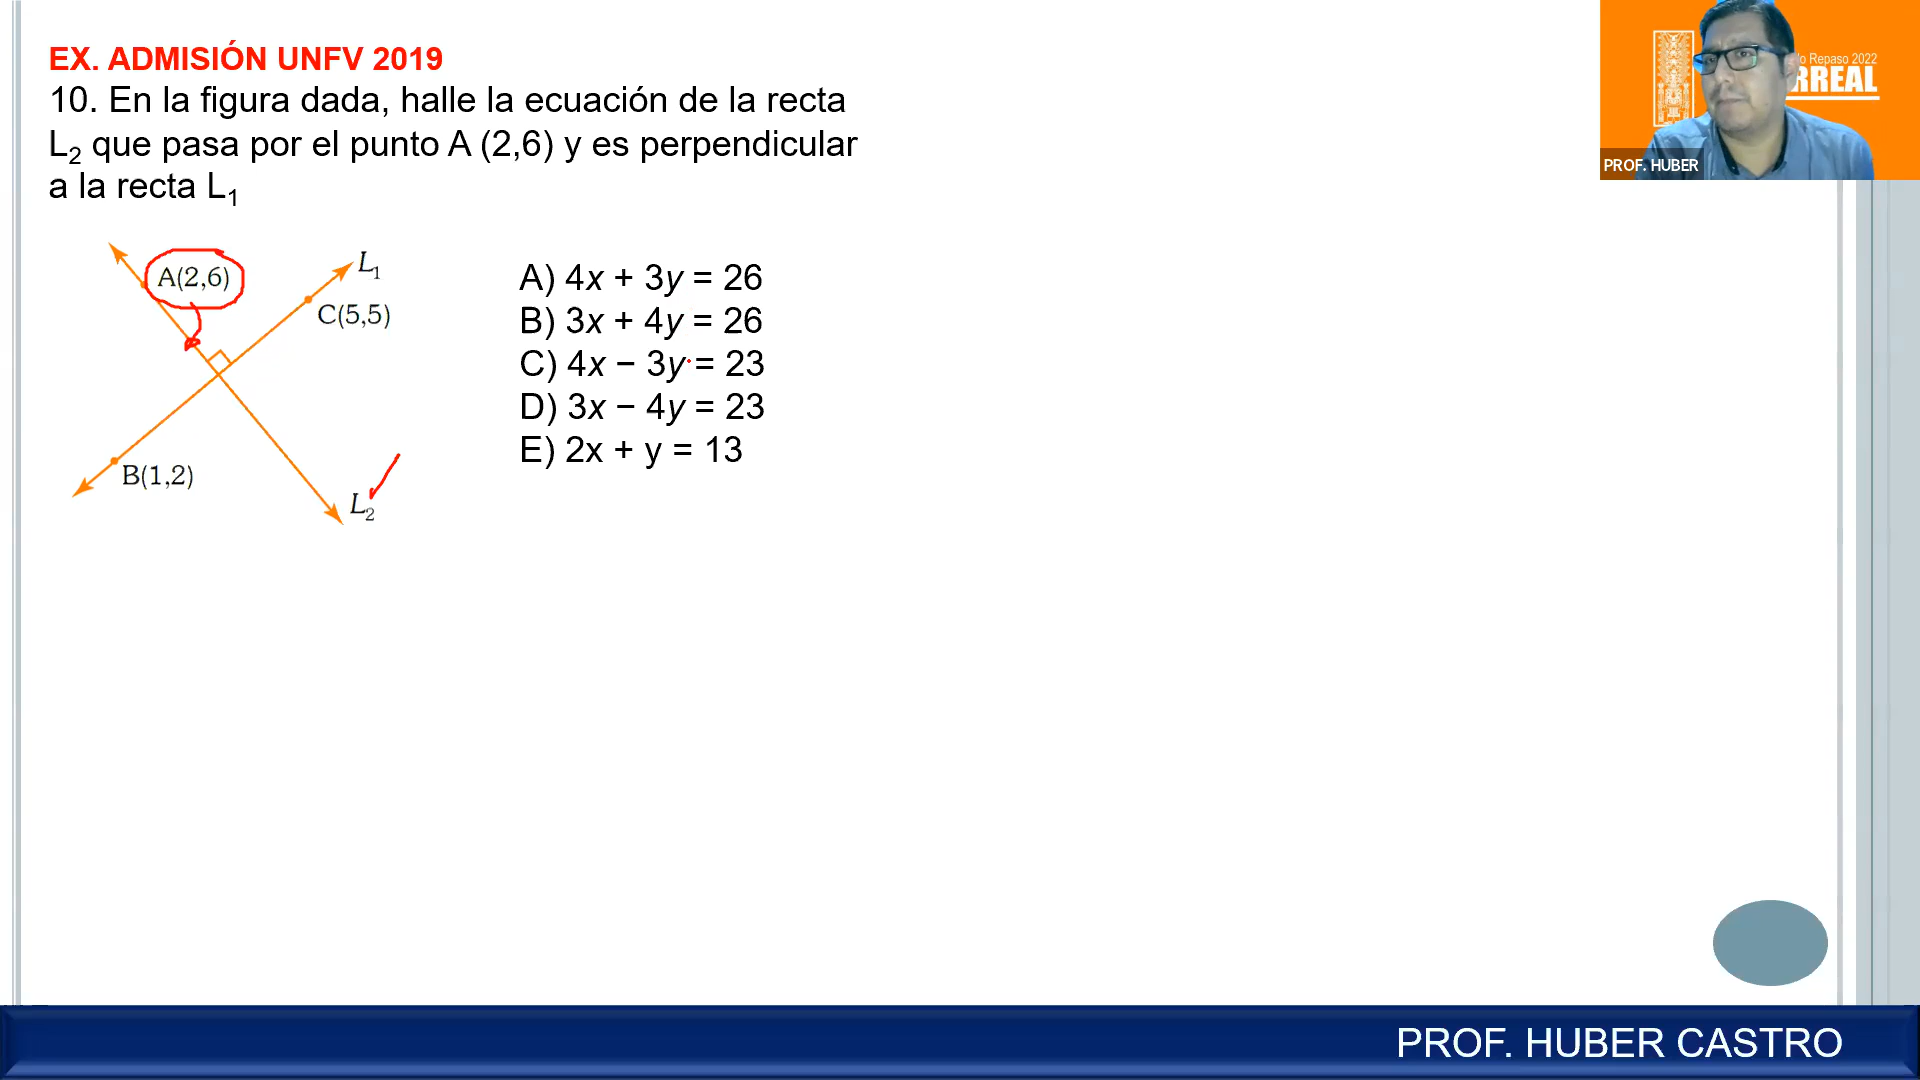 EX. ADMISIÓN UNFV 2019
10. En la figura dada, halle la ecuación de la recta
L₂ que pasa por el punto A (2,6) y es perpendicular
a la recta L₁
A(2,6)
L₁
C(5,5)
B(1,2)
L₂
A) 4x + 3y = 26
B) 3x + 4y = 26
C) 4x − 3y = 23
D) 3x − 4y = 23
E) 2x + y = 13
Repaso 2022
PROF. HUBER
PROF. HUBER CASTRO